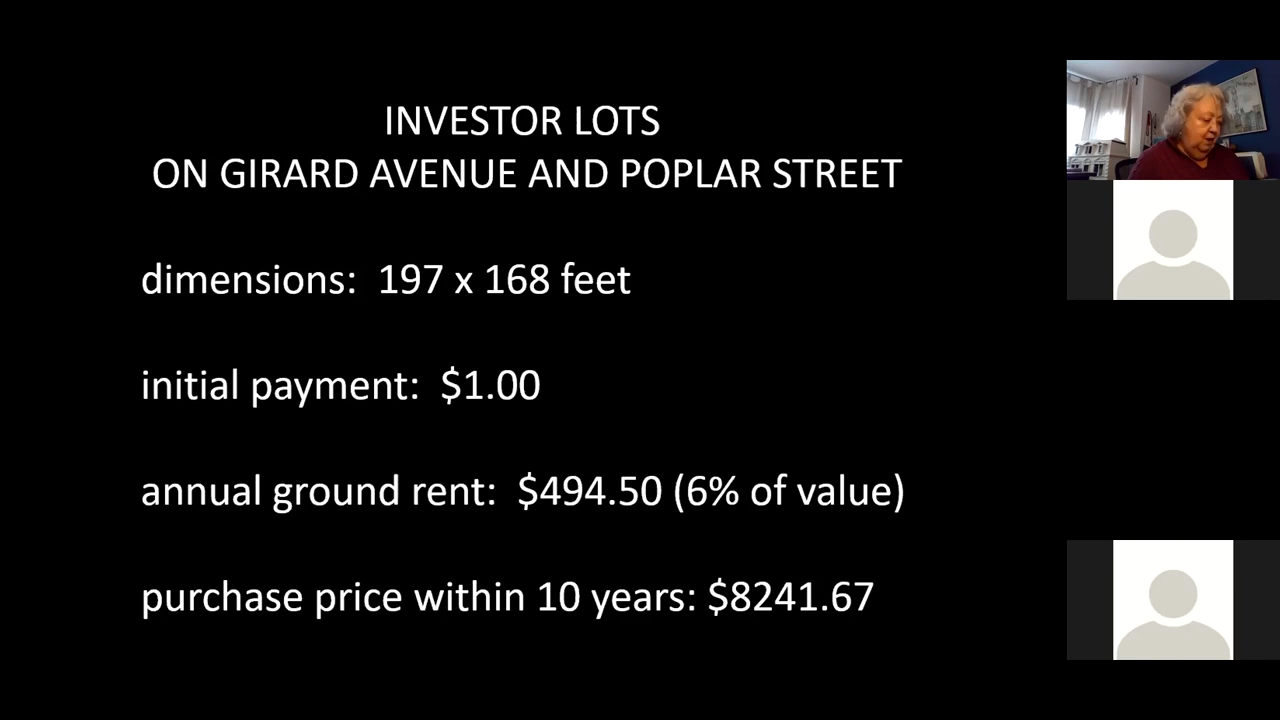 INVESTOR LOTS
ON GIRARD AVENUE AND POPLAR STREET
dimensions: 197 x 168 feet
initial payment: $1.00
annual ground rent: $494.50 (6% of value)
purchase price within 10 years: $8241.67